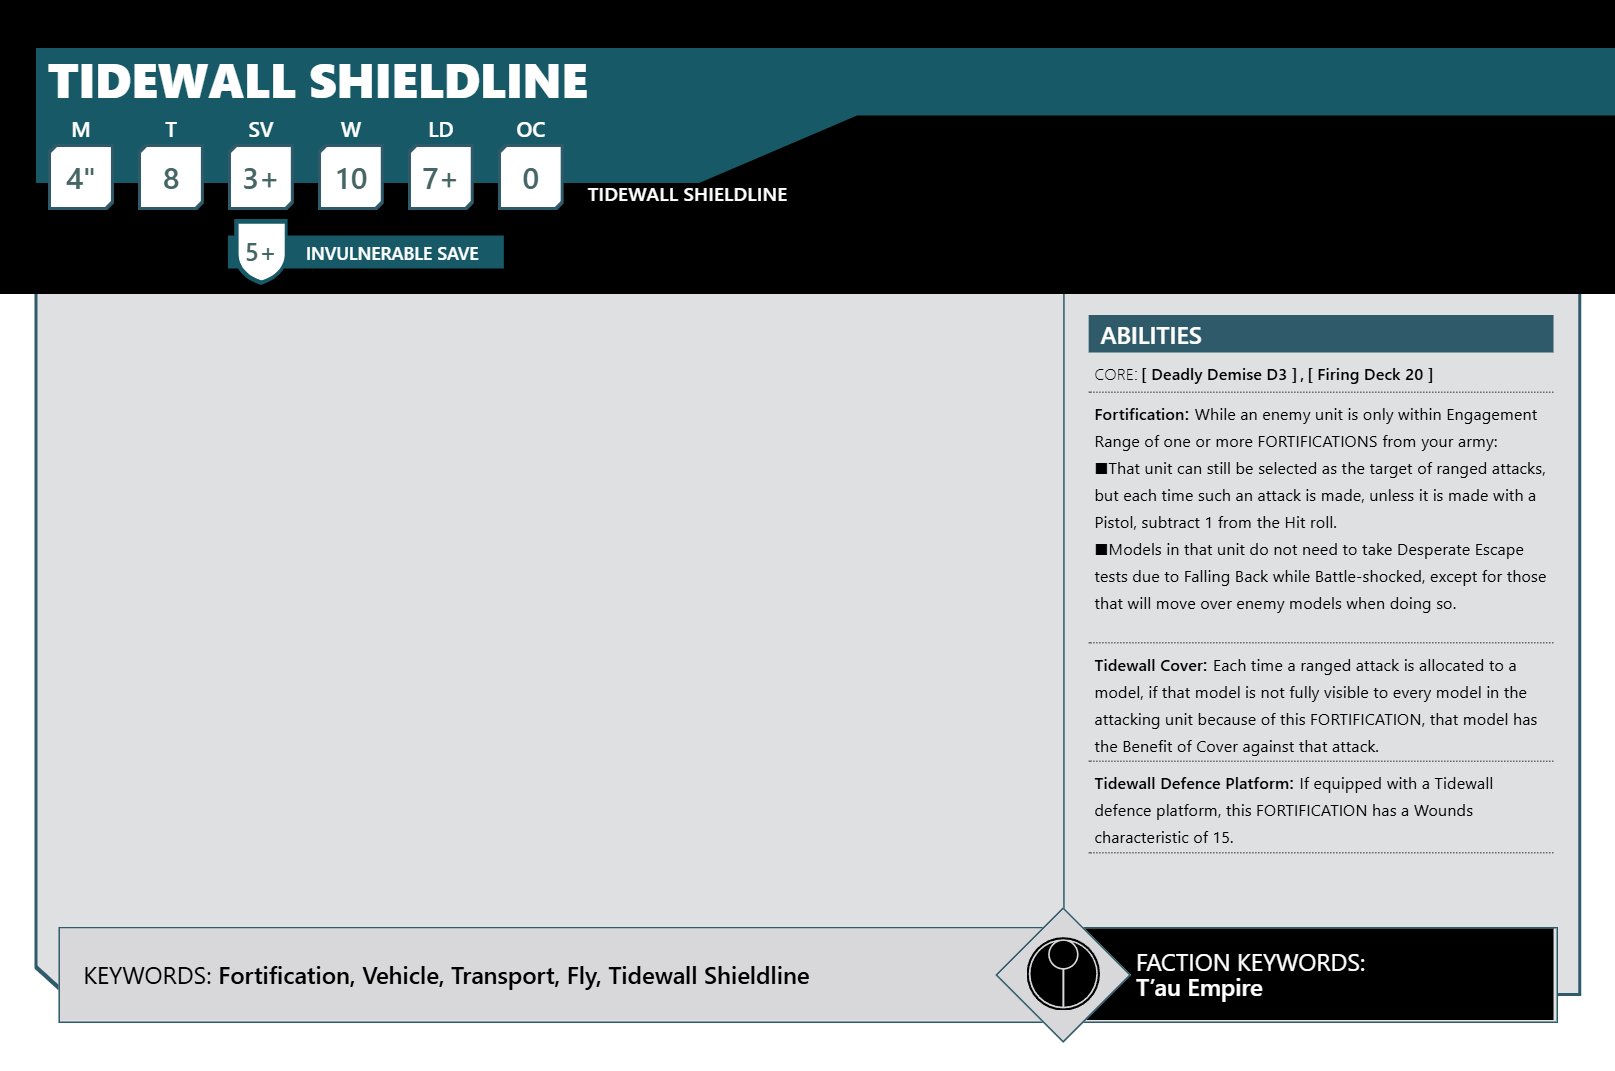 TIDEWALL SHIELDLINE
M T SV W LD OC
4" 8 3+ 10 7+ 0
TIDEWALL SHIELDLINE
5+ INVULNERABLE SAVE
ABILITIES
CORE: [ Deadly Demise D3 ] , [ Firing Deck 20 ]
Fortification: While an enemy unit is only within Engagement
Range of one or more FORTIFICATIONS from your army:
■That unit can still be selected as the target of ranged attacks,
but each time such an attack is made, unless it is made with a
Pistol, subtract 1 from the Hit roll.
■Models in that unit do not need to take Desperate Escape
tests due to Falling Back while Battle-shocked, except for those
that will move over enemy models when doing so.
Tidewall Cover: Each time a ranged attack is allocated to a
model, if that model is not fully visible to every model in the
attacking unit because of this FORTIFICATION, that model has
the Benefit of Cover against that attack.
Tidewall Defence Platform: If equipped with a Tidewall
defence platform, this FORTIFICATION has a Wounds
characteristic of 15.
KEYWORDS: Fortification, Vehicle, Transport, Fly, Tidewall Shieldline
FACTION KEYWORDS:
T’au Empire